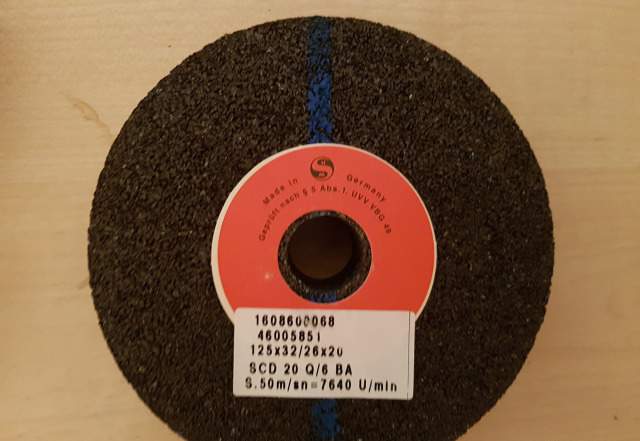 S
Made in Germany
Geprüft nach § 5 Abs. 1. UVV VBG 49
1608600068
46005851
125x32/26x20
SCD 20 Q/6 BA
S.50m/sn=7640 U/min